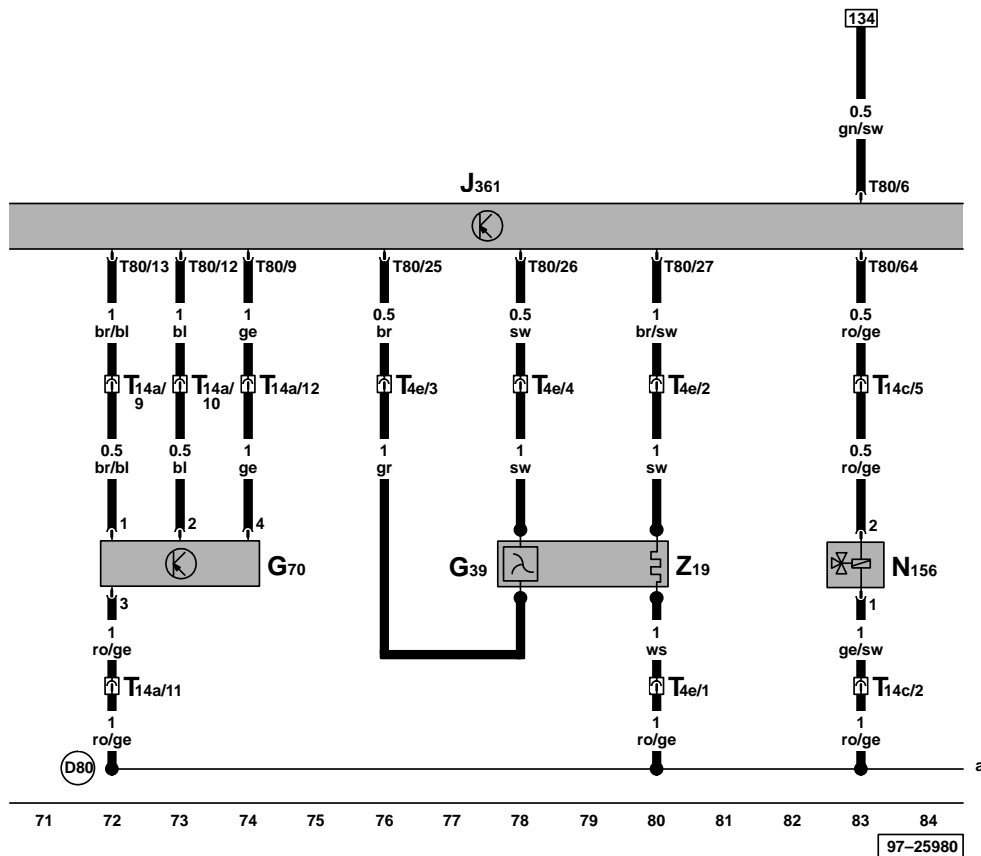 134
0.5
gn/sw
J361
T80/6
T80/13 T80/12 T80/9 T80/25 T80/26 T80/27 T80/64
1 1 1 0.5 0.5 1 0.5
br/bl bl ge br sw br/sw ro/ge
T14a/9 T14a/10 T14a/12 T4e/3 T4e/4 T4e/2 T14c/5
0.5 0.5 1 1 1 1 0.5
br/bl bl ge gr sw sw ro/ge
1 2 4 2
G70 G39 Z19 N156
3 1
1 1 1
ro/ge ws ge/sw
T14a/11 T4e/1 T14c/2
1 1 1
ro/ge ro/ge ro/ge
D80 a
71 72 73 74 75 76 77 78 79 80 81 82 83 84
97–25980